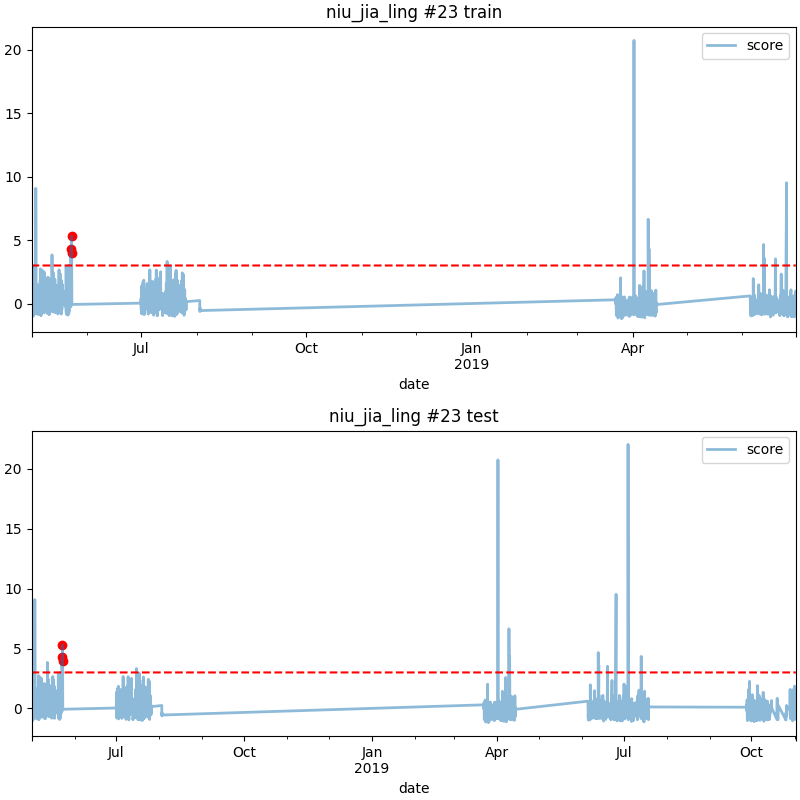 niu_jia_ling #23 train
score
20
15
10
5
0
Jul
Oct
Jan
2019
Apr
date
niu_jia_ling #23 test
score
20
15
10
5
0
Jul
Oct
Jan
2019
Apr
Jul
Oct
date